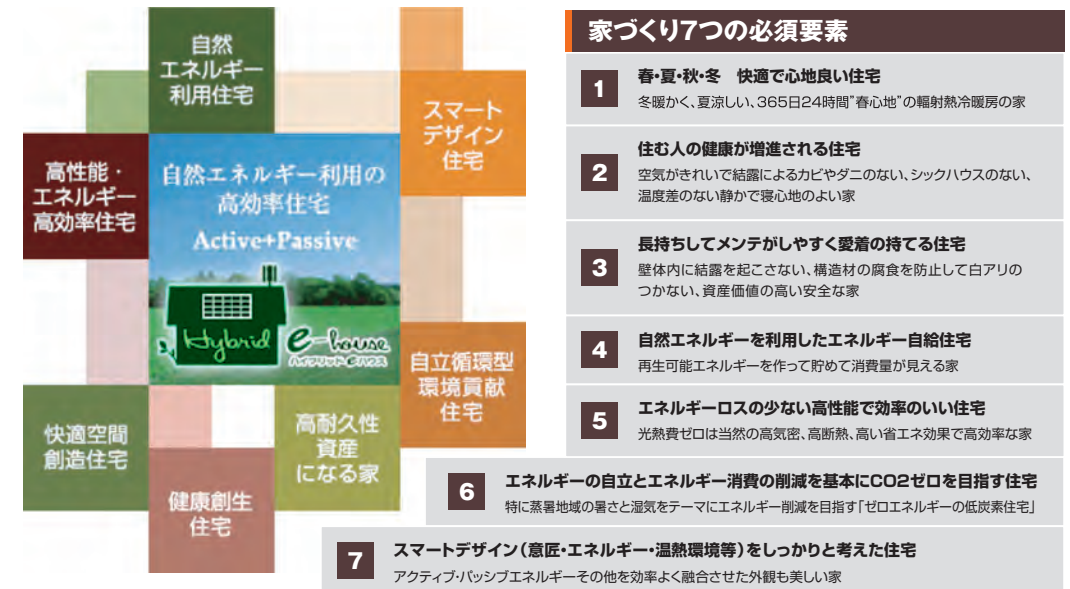 自然
エネルギー
利用住宅
スマート
デザイン
住宅
高性能・
エネルギー
高効率住宅
自然エネルギー利用の
高効率住宅
Active+Passive
Hybrid e-house
ハイブリッド・イーハウス
自立循環型
環境貢献
住宅
快適空間
創造住宅
高耐久性
資産
になる家
健康創生
住宅
家づくり7つの必須要素
1
春・夏・秋・冬　快適で心地良い住宅
冬暖かく、夏涼しい、365日24時間"春心地"の輻射熱冷暖房の家
2
住む人の健康が増進される住宅
空気がきれいで結露によるカビやダニのない、シックハウスのない、
温度差のない静かで寝心地のよい家
3
長持ちしてメンテがしやすく愛着の持てる住宅
壁体内に結露を起こさない、構造材の腐食を防止して白アリの
つかない、資産価値の高い安全な家
4
自然エネルギーを利用したエネルギー自給住宅
再生可能エネルギーを作って貯めて消費量が見える家
5
エネルギーロスの少ない高性能で効率のいい住宅
光熱費ゼロは当然の高気密、高断熱、高い省エネ効果で高効率な家
6
エネルギーの自立とエネルギー消費の削減を基本にCO2ゼロを目指す住宅
特に蒸暑地域の暑さと湿気をテーマにエネルギー削減を目指す「ゼロエネルギーの低炭素住宅」
7
スマートデザイン（意匠・エネルギー・温熱環境等）をしっかりと考えた住宅
アクティブ・パッシブエネルギーその他を効率よく融合させた外観も美しい家